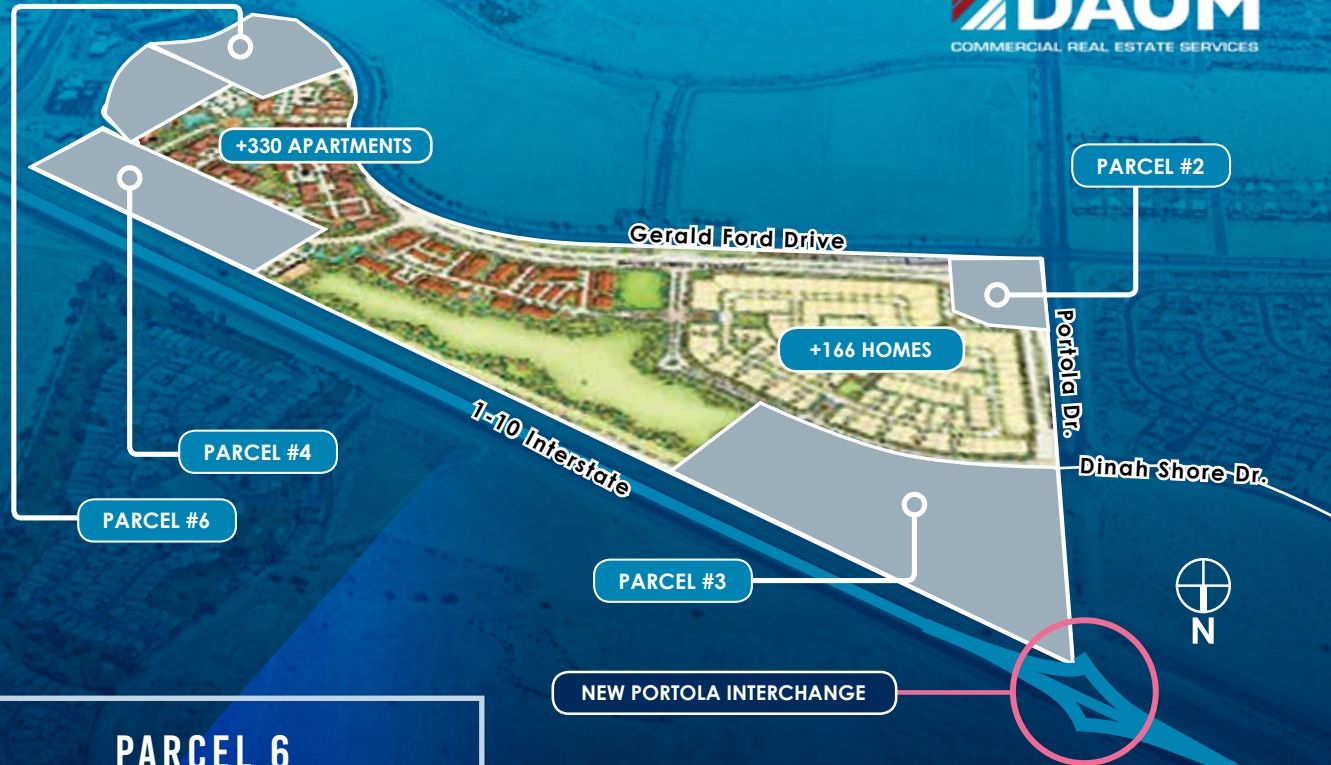 DAUM
COMMERCIAL REAL ESTATE SERVICES
+330 APARTMENTS
PARCEL #2
Gerald Ford Drive
+166 HOMES
Portola Dr.
1-10 Interstate
PARCEL #4
Dinah Shore Dr.
PARCEL #6
PARCEL #3
N
NEW PORTOLA INTERCHANGE
PARCEL 6